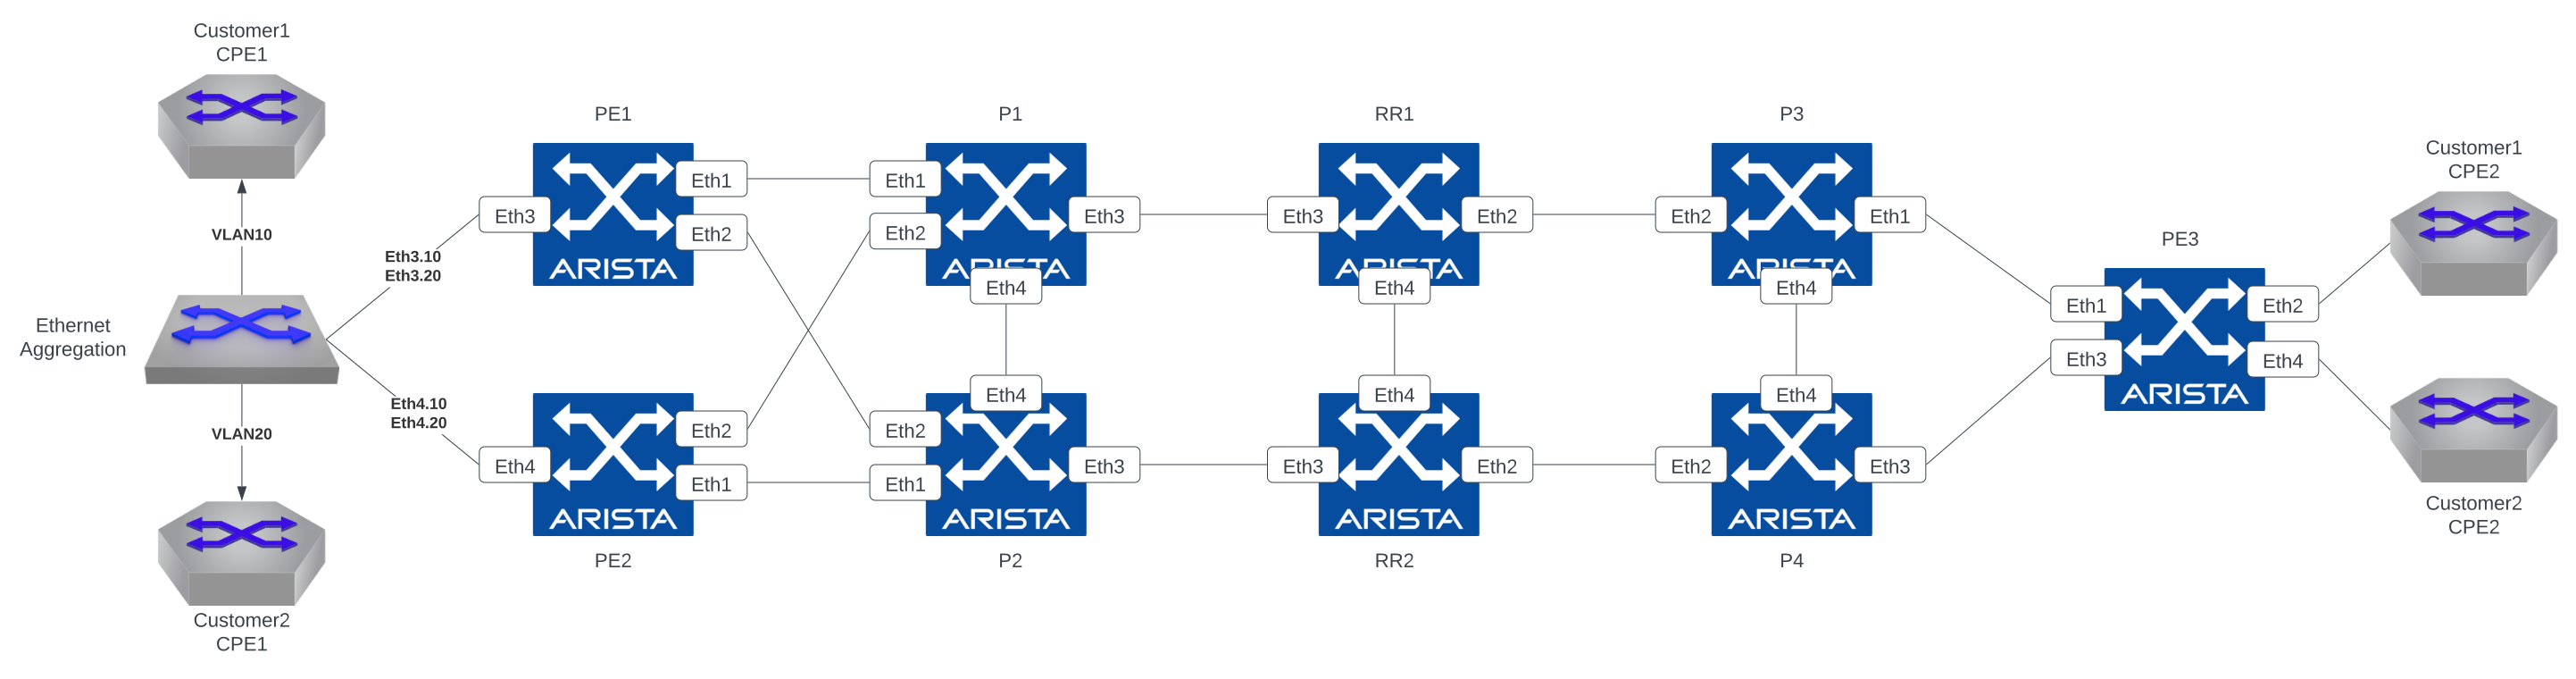 Customer1
CPE1
VLAN10
Ethernet
Aggregation
VLAN20
Customer2
CPE1
Eth3.10
Eth3.20
Eth4.10
Eth4.20
PE1
Eth3
Eth1
Eth2
ARISTA
Eth4
Eth2
Eth1
ARISTA
PE2
P1
Eth1
Eth2
Eth3
ARISTA
Eth4
Eth4
Eth2
Eth1
Eth3
ARISTA
P2
RR1
Eth3
Eth2
ARISTA
Eth4
Eth4
Eth3
Eth2
ARISTA
RR2
P3
Eth2
Eth1
ARISTA
Eth4
Eth4
Eth2
Eth3
ARISTA
P4
PE3
Eth1
Eth2
Eth3
Eth4
ARISTA
Customer1
CPE2
Customer2
CPE2